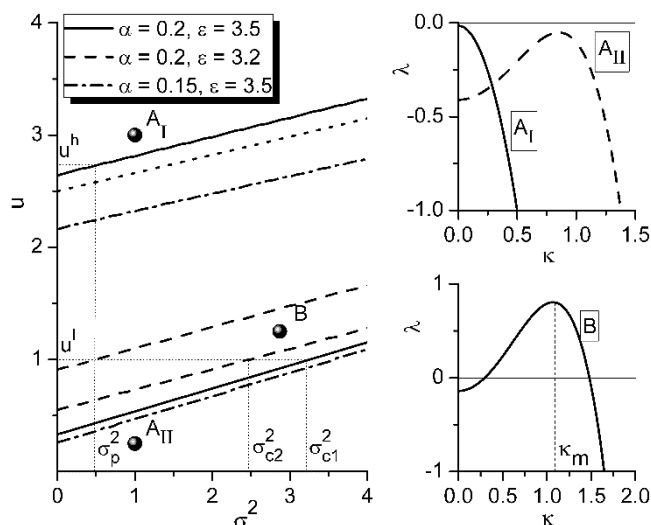 α = 0.2, ε = 3.5
α = 0.2, ε = 3.2
α = 0.15, ε = 3.5
4
3
2
1
u
u^h
u^l
A_I
B
A_II
σ_p^2
σ_c2^2
σ_c1^2
0 1 2 3 4
σ^2
0.0
-0.5
-1.0
λ
A_II
A_I
0.0 0.5 1.0 1.5
κ
1
0
-1
λ
B
κ_m
0.0 0.5 1.0 1.5 2.0
κ